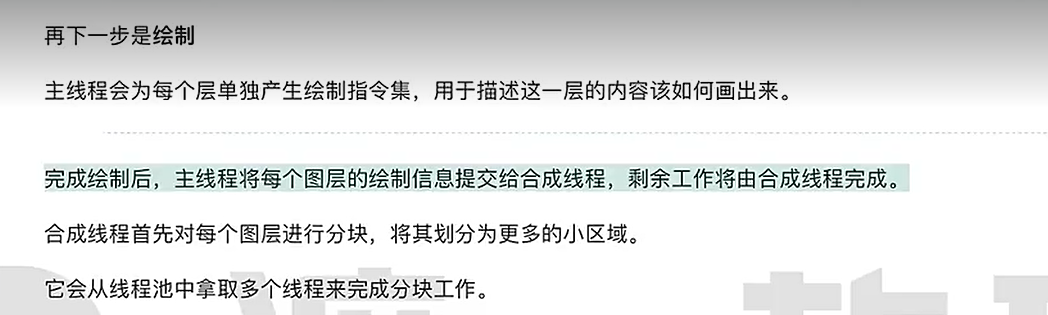 再下一步是绘制
主线程会为每个层单独产生绘制指令集，用于描述这一层的内容该如何画出来。
完成绘制后，主线程将每个图层的绘制信息提交给合成线程，剩余工作将由合成线程完成。
合成线程首先对每个图层进行分块，将其划分为更多的小区域。
它会从线程池中拿取多个线程来完成分块工作。